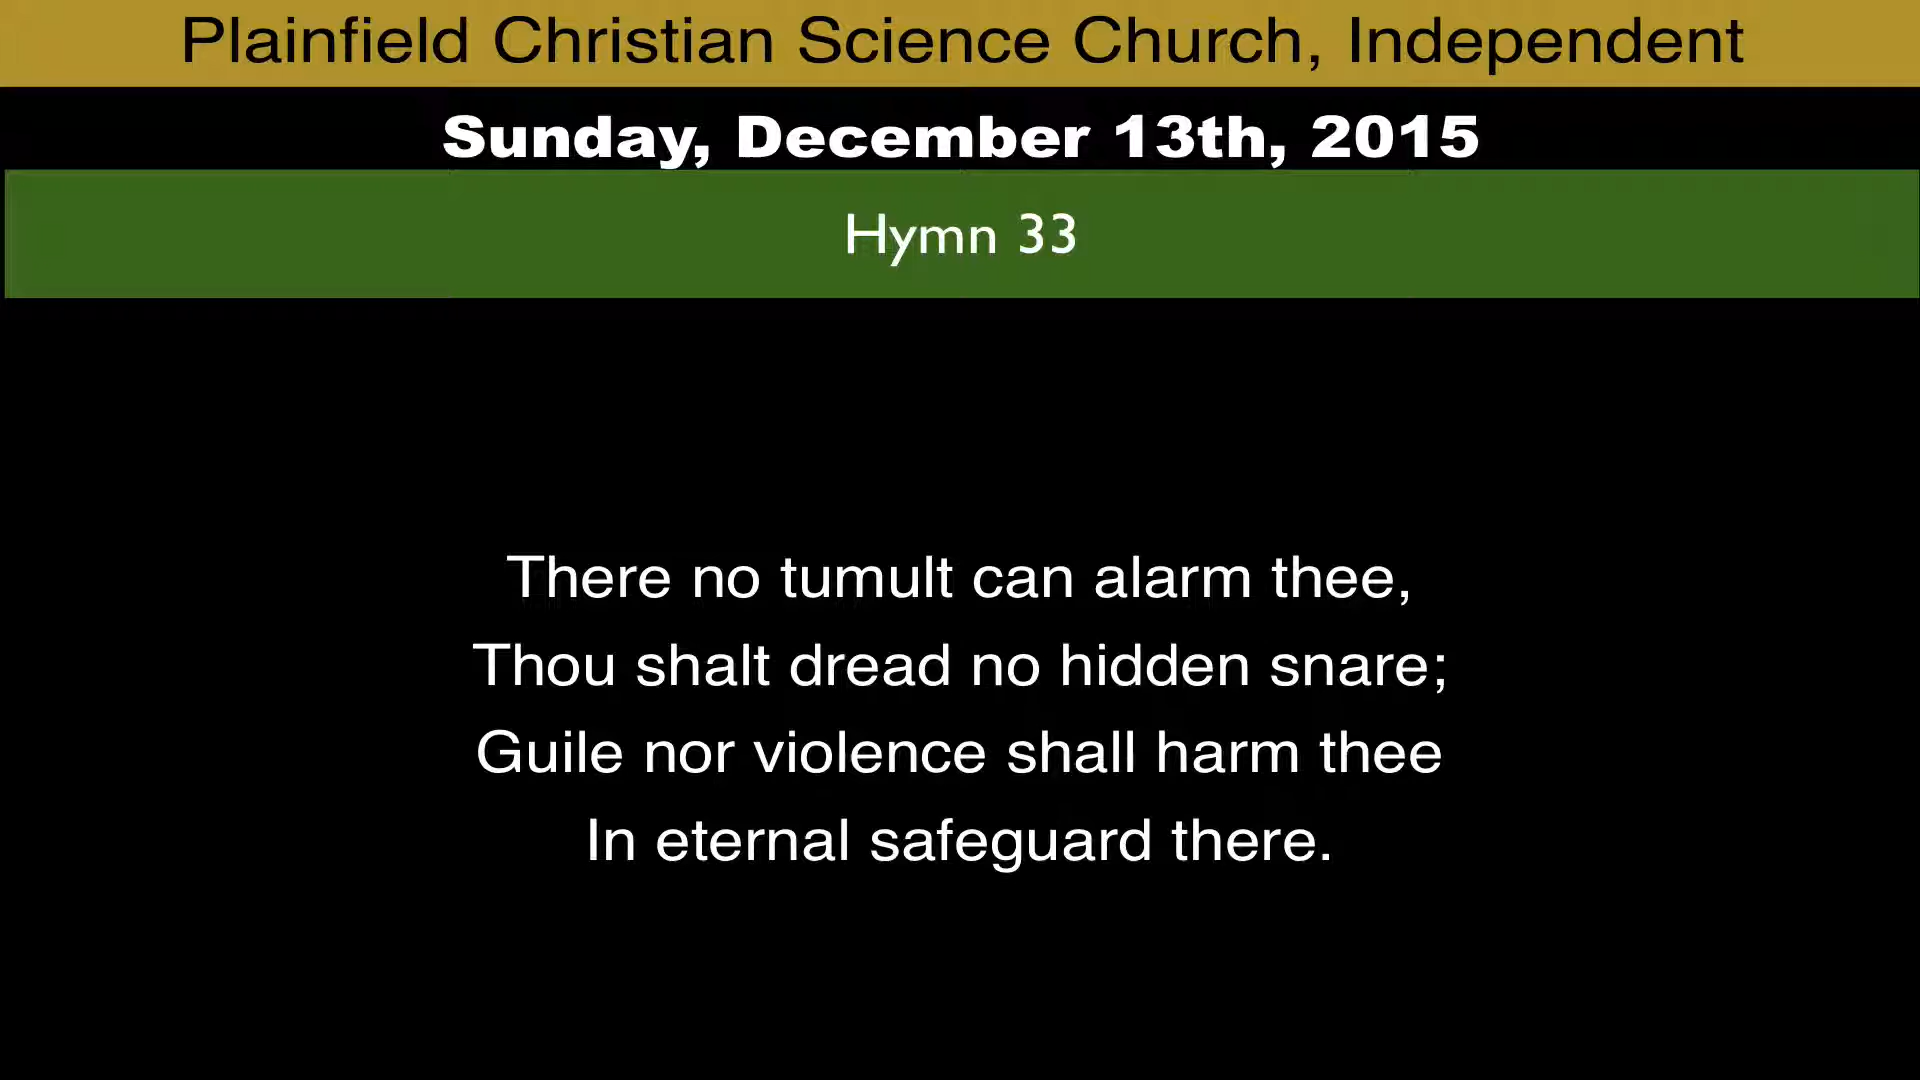 Plainfield Christian Science Church, Independent
Sunday, December 13th, 2015
Hymn 33
There no tumult can alarm thee,
Thou shalt dread no hidden snare;
Guile nor violence shall harm thee
In eternal safeguard there.